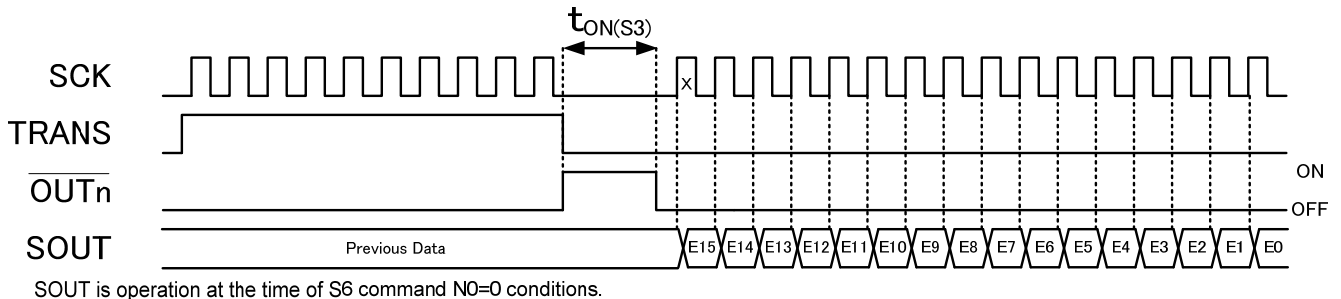 tON(S3)
SCK
X
TRANS
OUTn
ON
OFF
SOUT
Previous Data
E15 E14 E13 E12 E11 E10 E9 E8 E7 E6 E5 E4 E3 E2 E1 E0
SOUT is operation at the time of S6 command N0=0 conditions.